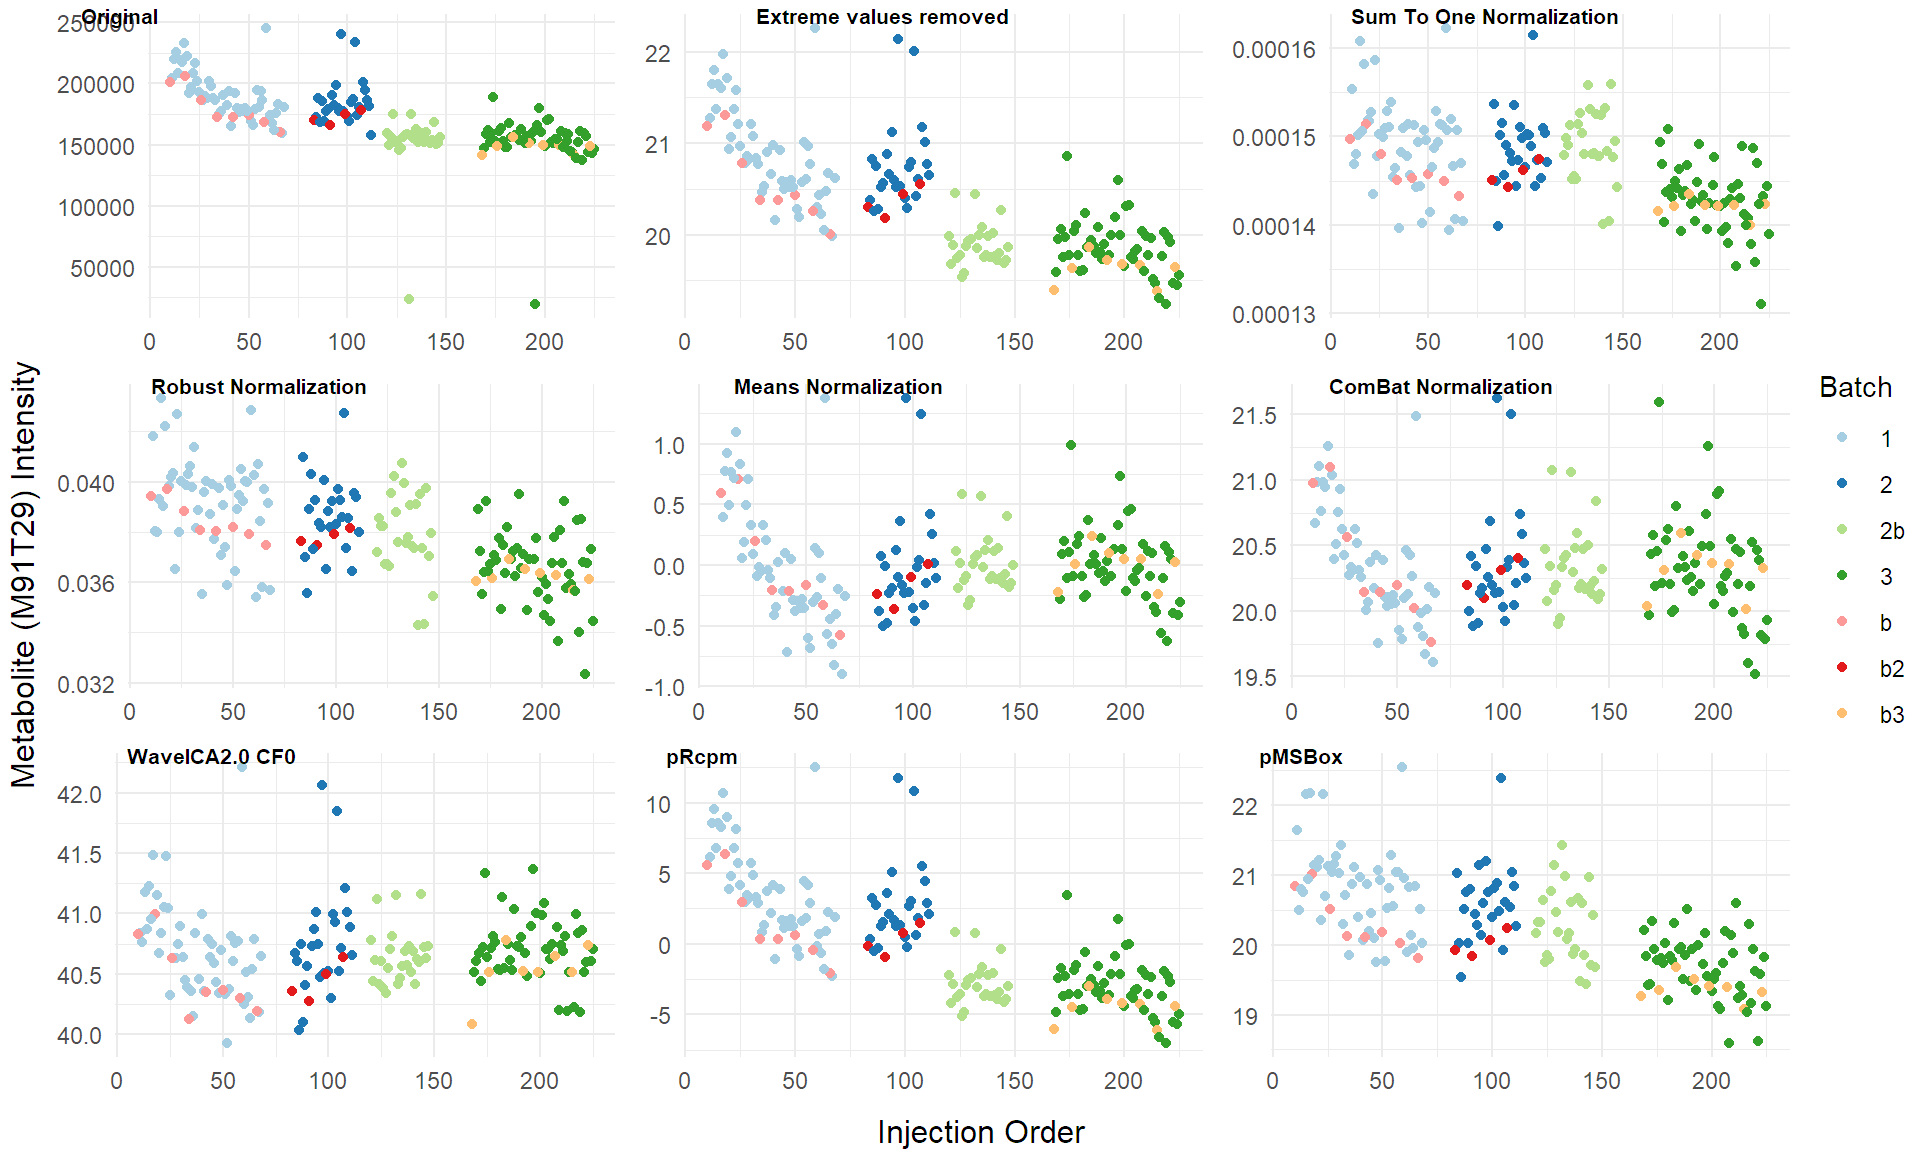 Original
Extreme values removed
Sum To One Normalization
250000
200000
150000
100000
50000
0 50 100 150 200
22
21
20
0 50 100 150 200
0.00016
0.00015
0.00014
0.00013
0 50 100 150 200
Robust Normalization
Means Normalization
ComBat Normalization
0.040
0.036
0.032
0 50 100 150 200
1.0
0.5
0.0
-0.5
-1.0
0 50 100 150 200
21.5
21.0
20.5
20.0
19.5
0 50 100 150 200
WaveICA2.0 CF0
pRcpm
pMSBox
42.0
41.5
41.0
40.5
40.0
0 50 100 150 200
10
5
0
-5
0 50 100 150 200
22
21
20
19
0 50 100 150 200
Metabolite (M91T29) Intensity
Injection Order
Batch
1
2
2b
3
b
b2
b3